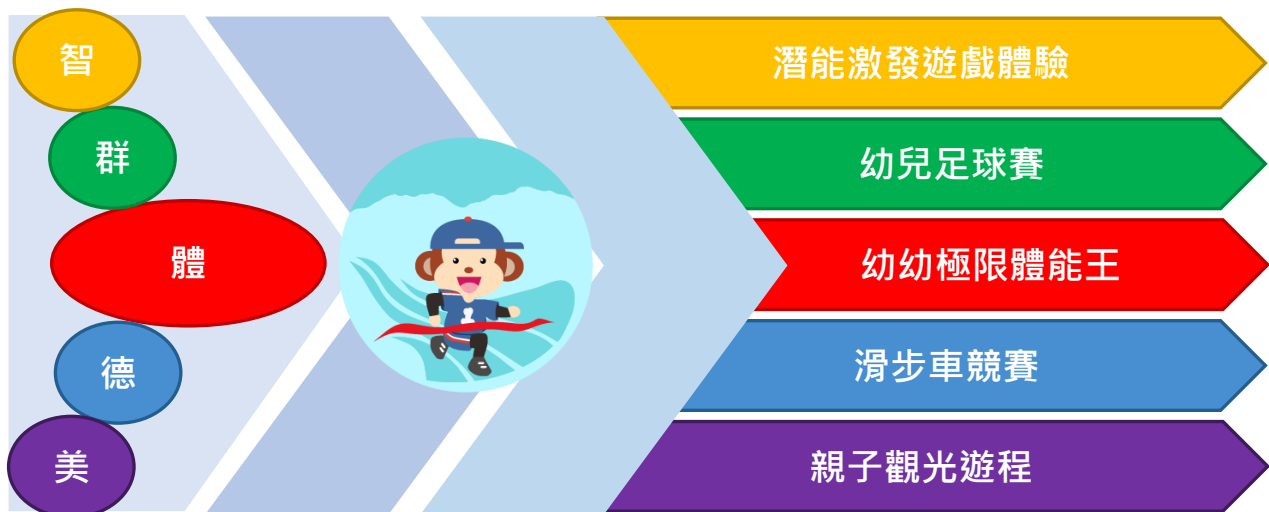 智
群
體
德
美
潛能激發遊戲體驗
幼兒足球賽
幼幼極限體能王
滑步車競賽
親子觀光遊程